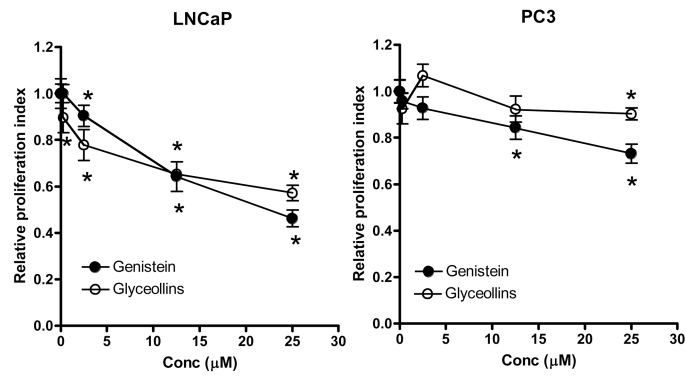 LNCaP
Relative proliferation index
1.2
1.0
0.8
0.6
0.4
0.2
0.0
*
*
*
*
*
*
*
Genistein
Glyceollins
0 5 10 15 20 25 30
Conc (μM)
PC3
Relative proliferation index
1.2
1.0
0.8
0.6
0.4
0.2
0.0
*
*
*
Genistein
Glyceollins
0 5 10 15 20 25 30
Conc (μM)